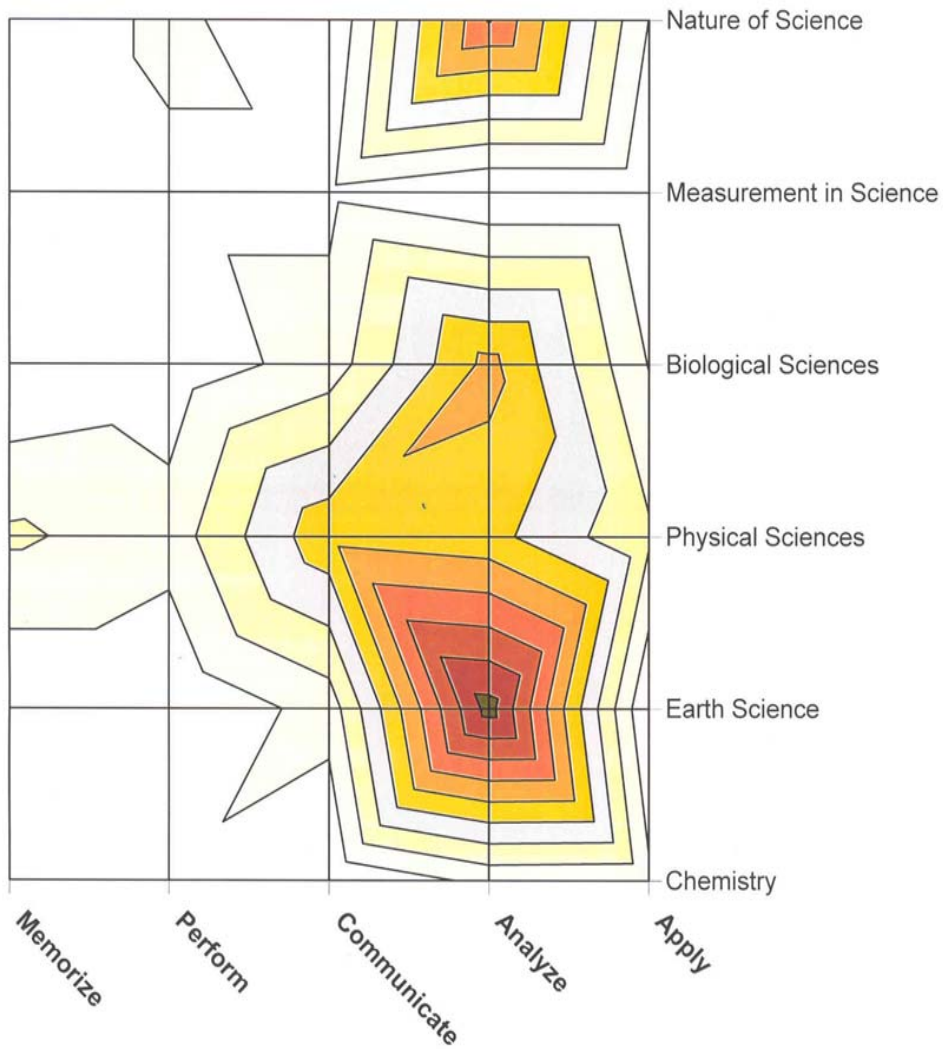 Nature of Science
Measurement in Science
Biological Sciences
Physical Sciences
Earth Science
Chemistry
Memorize
Perform
Communicate
Analyze
Apply